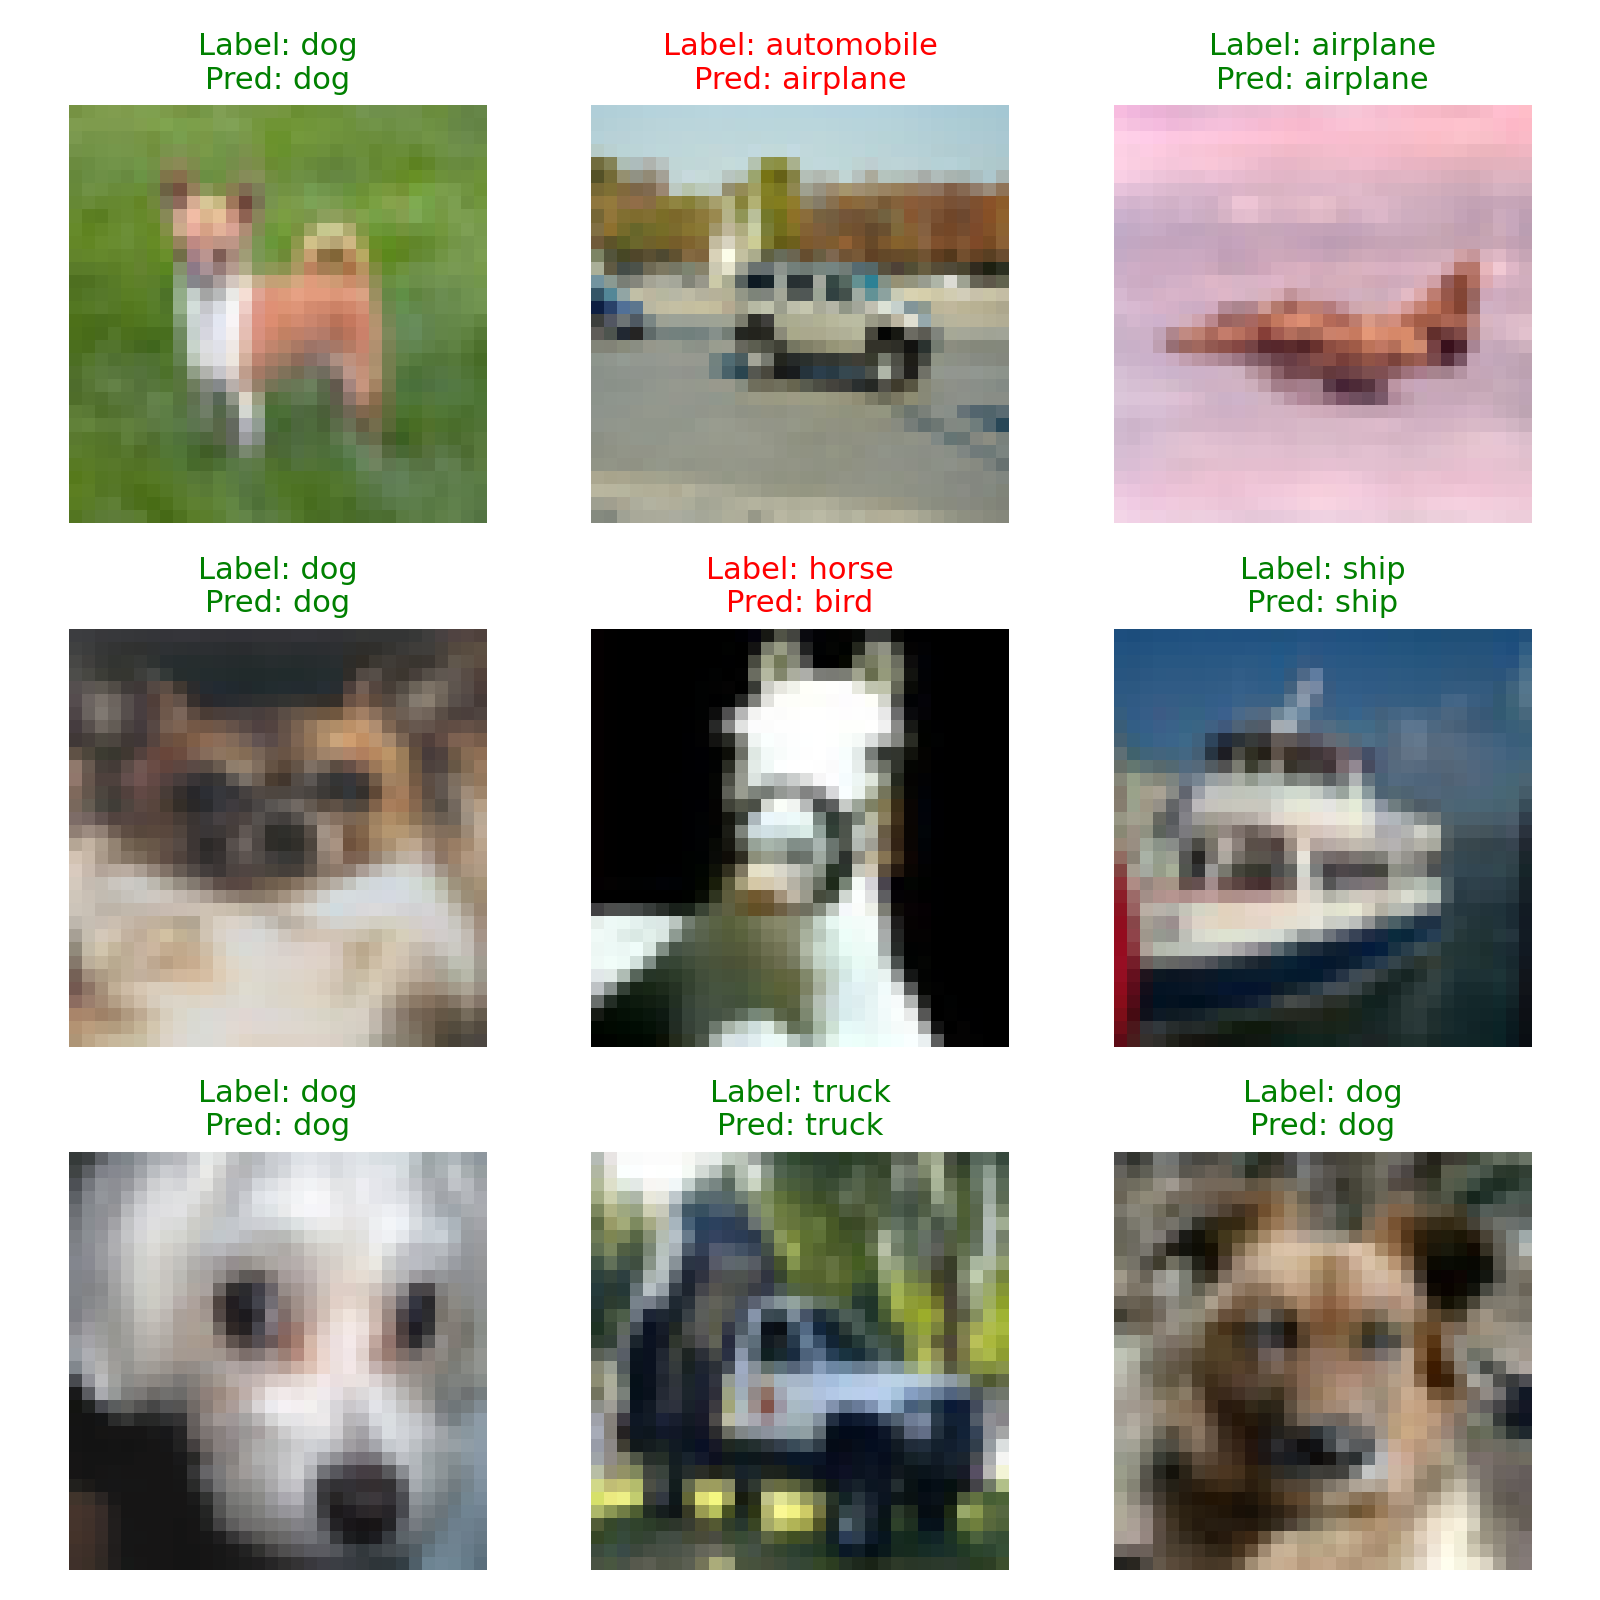 Label: dog
Pred: dog
Label: automobile
Pred: airplane
Label: airplane
Pred: airplane
Label: dog
Pred: dog
Label: horse
Pred: bird
Label: ship
Pred: ship
Label: dog
Pred: dog
Label: truck
Pred: truck
Label: dog
Pred: dog